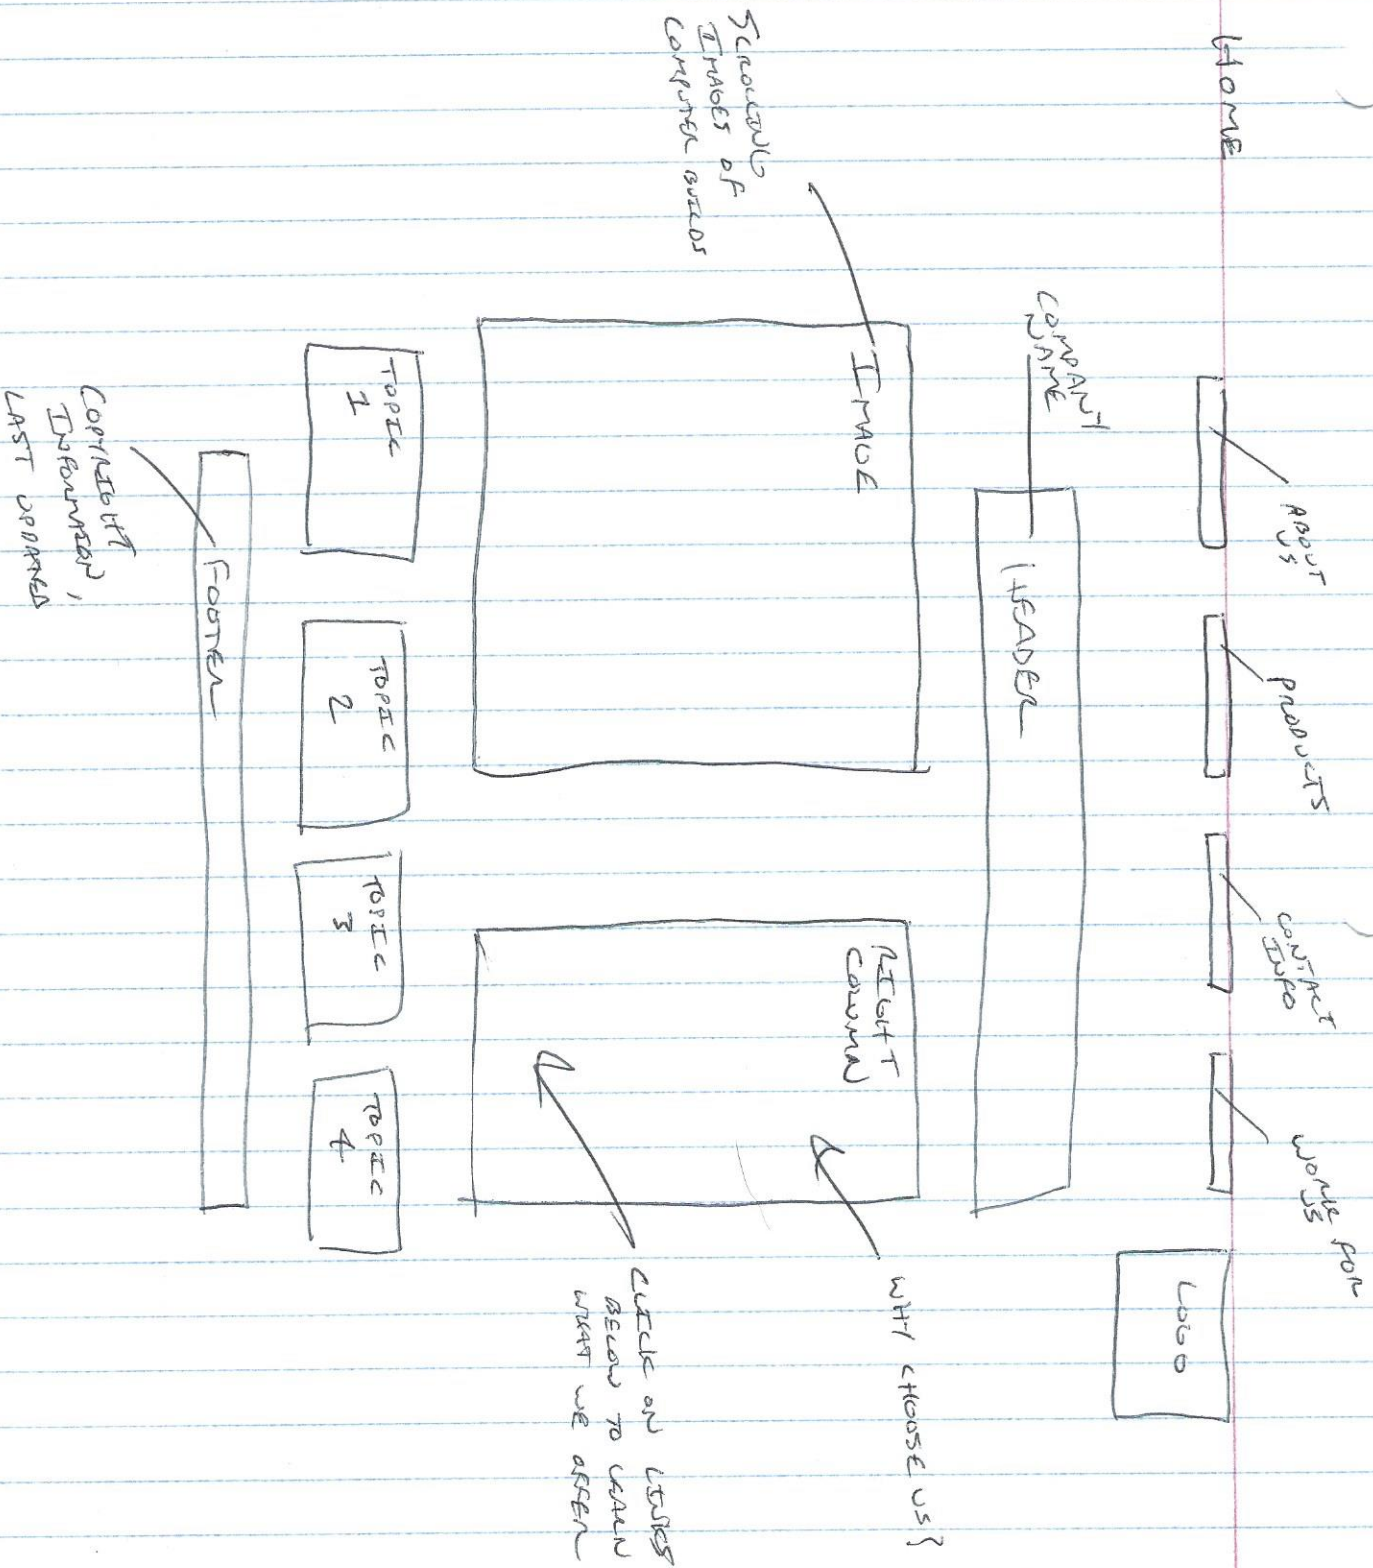 HOME
ABOUT
US
PRODUCTS
CONTACT
INFO
WORK FOR
US
LOGO
COMPANY
NAME
HEADER
SCROLLING
IMAGES OF
COMPUTER BUILDS
IMAGE
RIGHT
COLUMN
WHY CHOOSE US?
CLICK ON LINKS
BELOW TO LEARN
WHAT WE OFFER
TOPIC
1
TOPIC
2
TOPIC
3
TOPIC
4
FOOTER
COPYRIGHT
INFORMATION,
LAST UPDATED